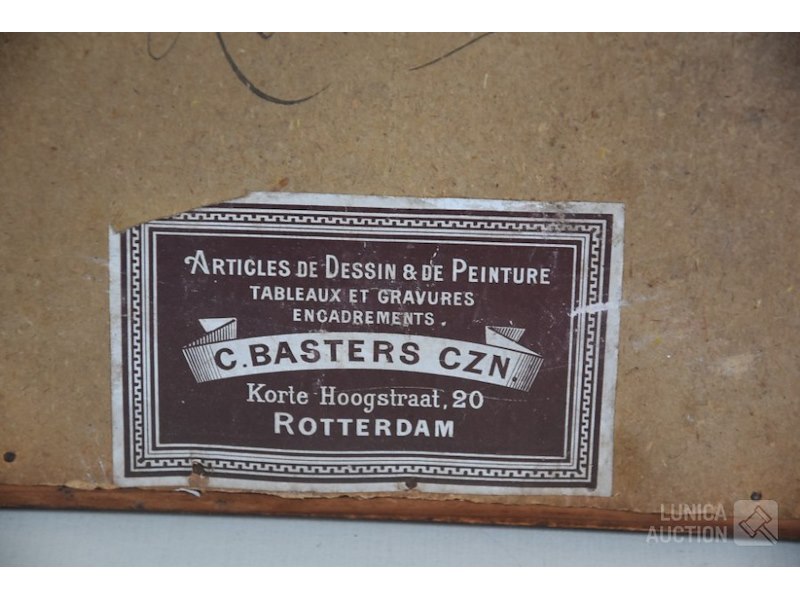 ARTICLES DE DESSIN & DE PEINTURE
TABLEAUX ET GRAVURES
ENCADREMENTS.
C. BASTERS CZN.
Korte Hoogstraat, 20
ROTTERDAM
LUNICA
AUCTION